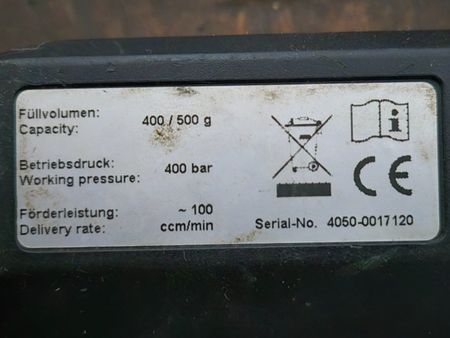 Füllvolumen:
Capacity: 400 / 500 g
Betriebsdruck:
Working pressure: 400 bar
Förderleistung: ~ 100
Delivery rate: ccm/min
i
CE
Serial-No. 4050-0017120